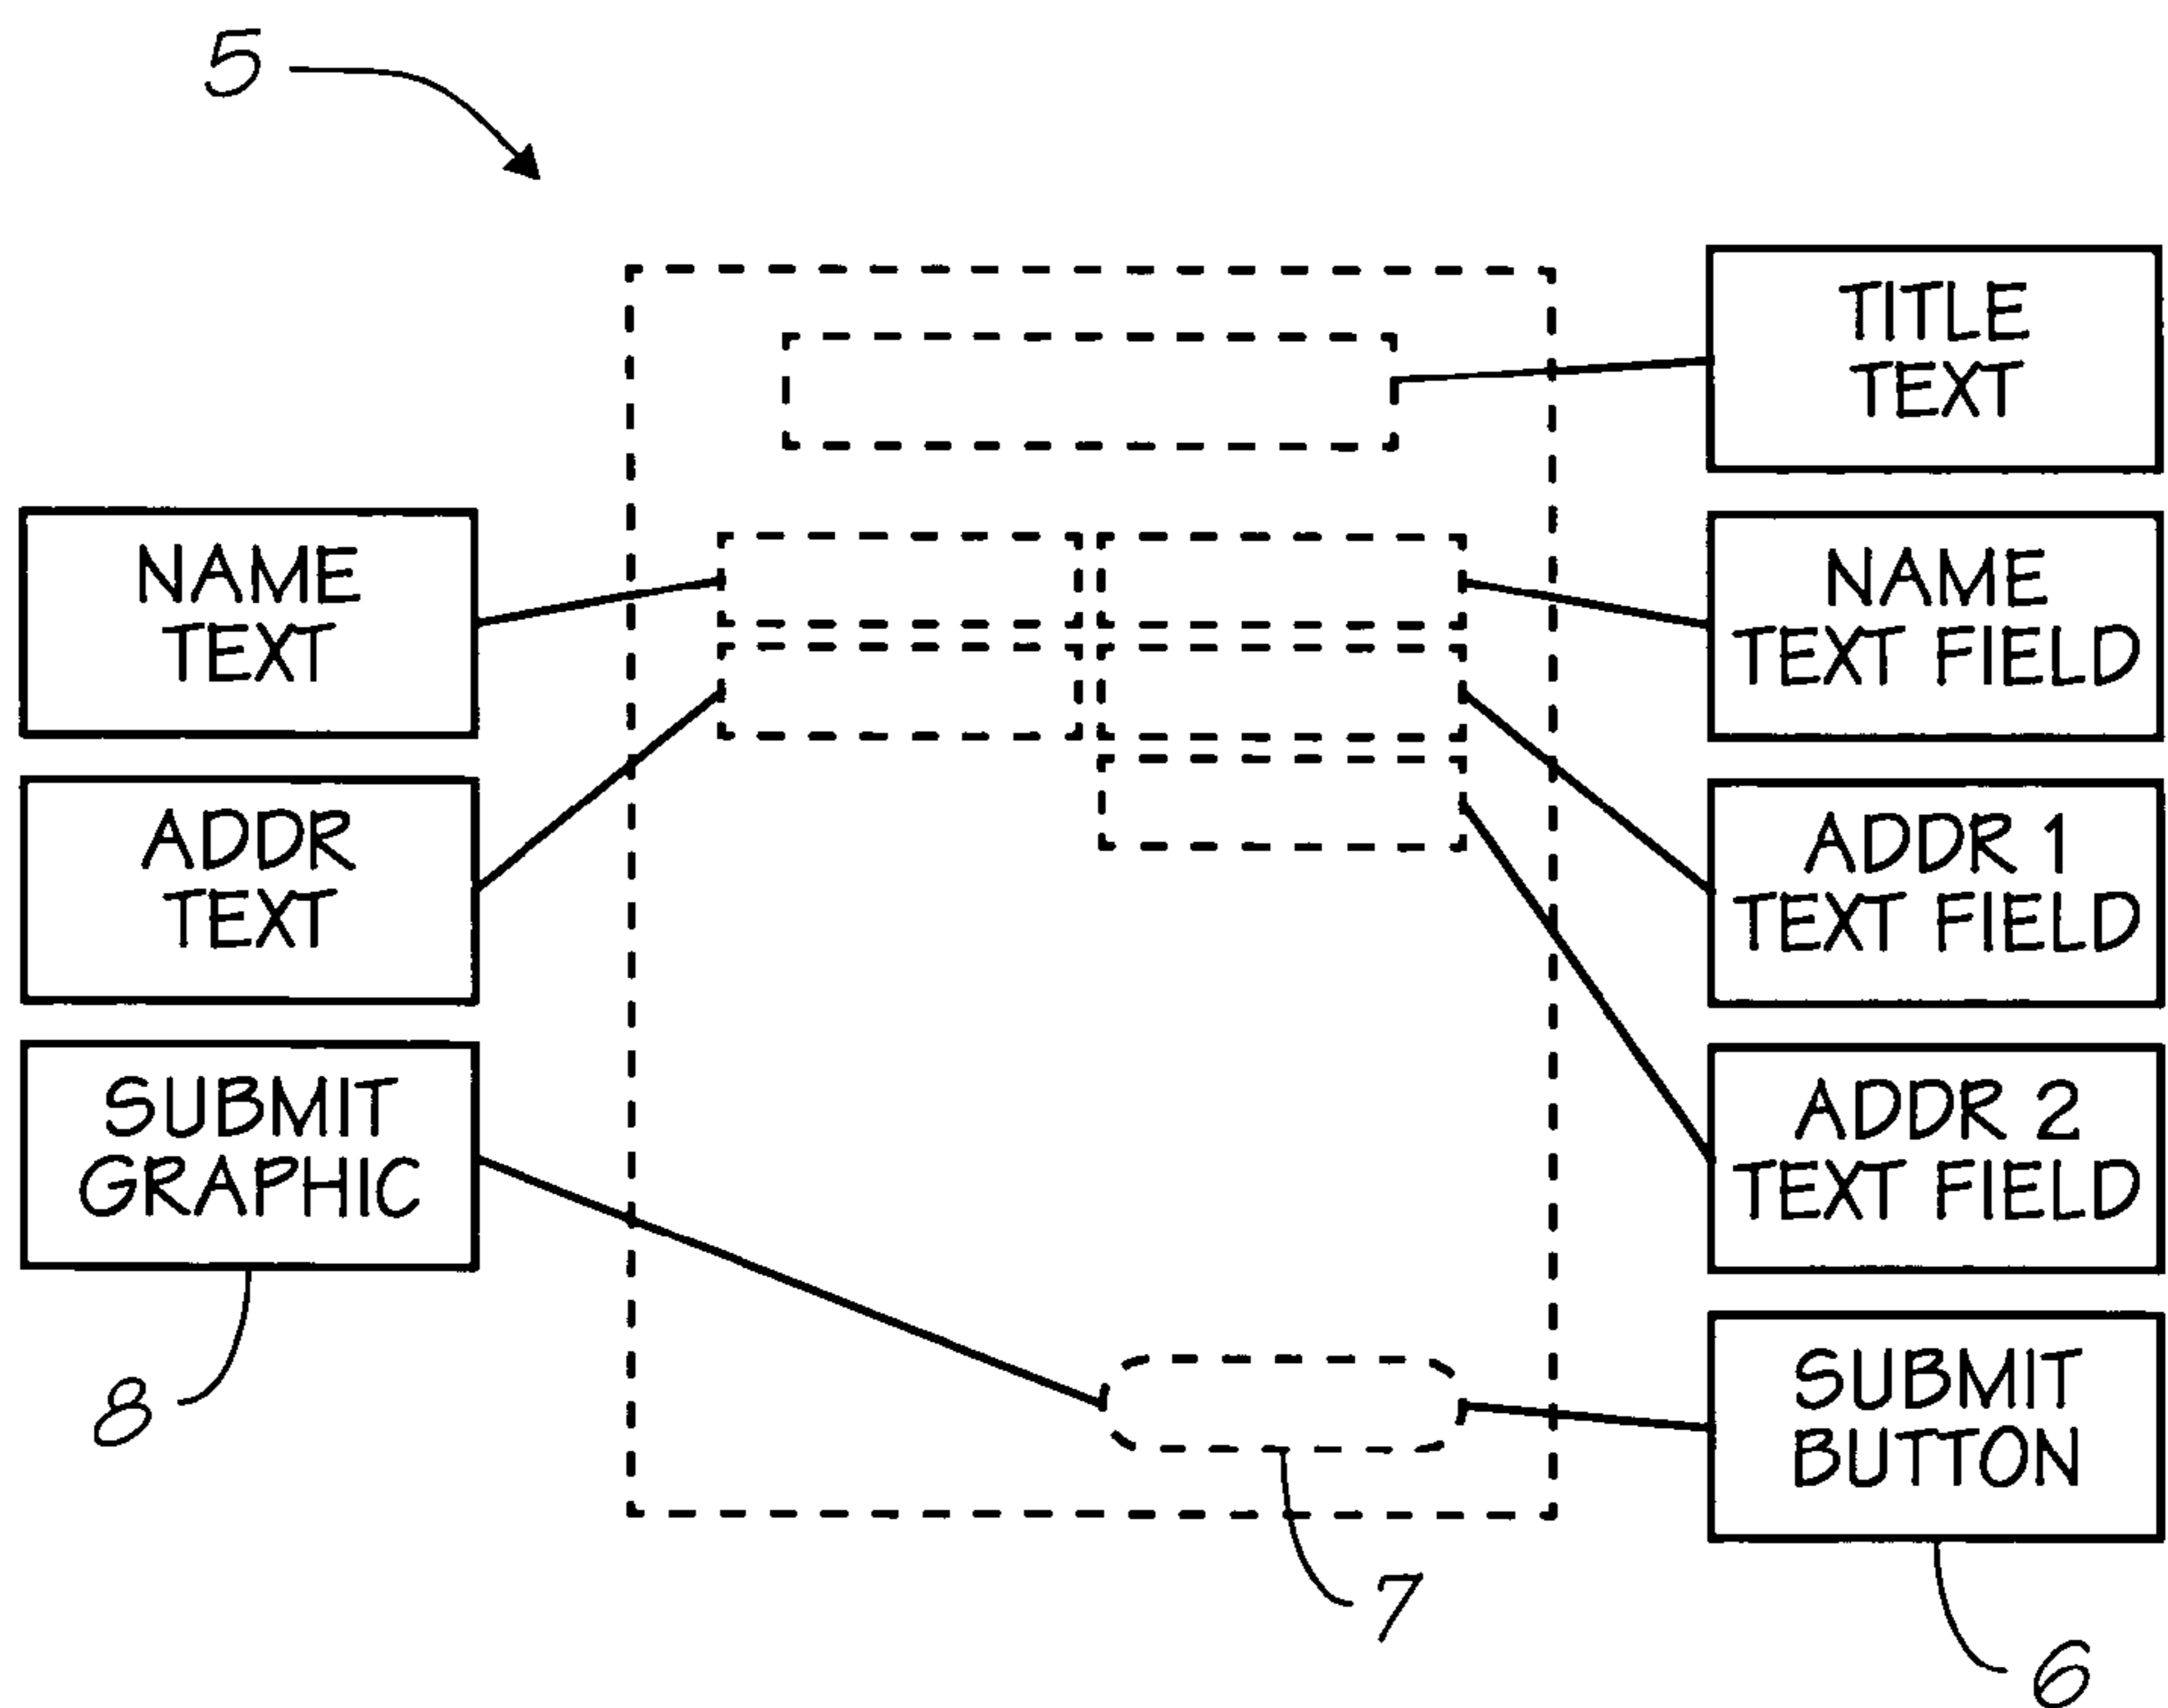 5
TITLE
TEXT
NAME
TEXT
NAME
TEXT FIELD
ADDR
TEXT
ADDR 1
TEXT FIELD
SUBMIT
GRAPHIC
ADDR 2
TEXT FIELD
8
SUBMIT
BUTTON
7
6